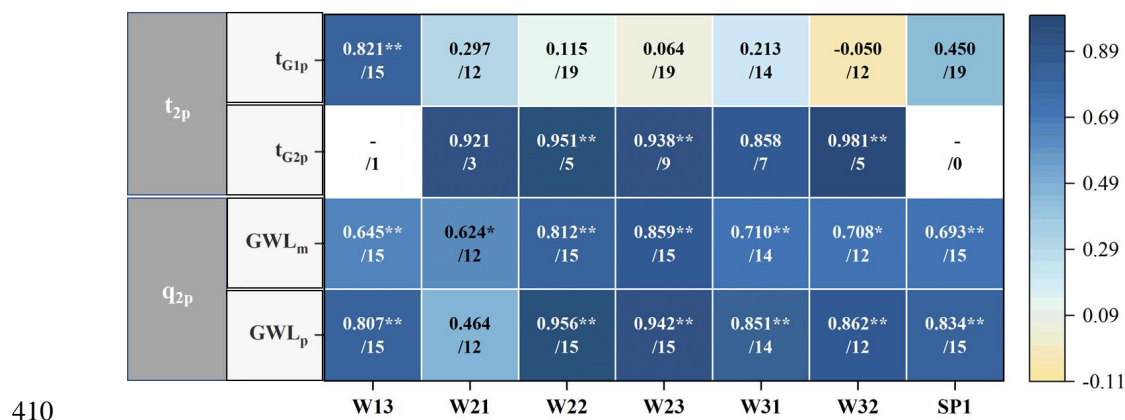 0.821** 0.297 0.115 0.064 0.213 -0.050 0.450
t₂ₚ t_G1p /15 /12 /19 /19 /14 /12 /19
- 0.921 0.951** 0.938** 0.858 0.981** -
t_G2p /1 /3 /5 /9 /7 /5 /0
0.645** 0.624* 0.812** 0.859** 0.710** 0.708* 0.693**
q₂ₚ GWLₘ /15 /12 /15 /15 /14 /12 /15
0.807** 0.464 0.956** 0.942** 0.851** 0.862** 0.834**
GWLₚ /15 /12 /15 /15 /14 /12 /15
W13 W21 W22 W23 W31 W32 SP1
0.89
0.69
0.50
0.49
0.29
0.09
-0.11
410